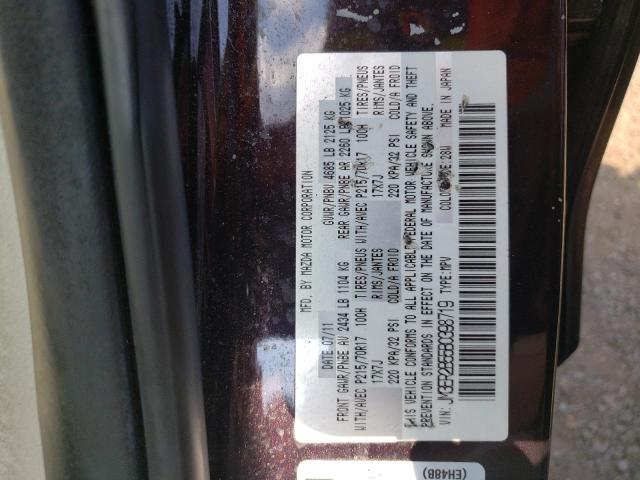 MFD. BY MAZDA MOTOR CORPORATION
DATE: 07/11 GVWR/PNBV 4685 LB 2125 KG
FRONT GAWR/PNBE AV 2434 LB 1104 KG REAR GAWR/PNBE AR 2260 LB 1025 KG
WITH/AVEC P215/70R17 100H TIRES/PNEUS WITH/AVEC P215/70R17 100H TIRES/PNEUS
17X7J RIMS/JANTES 17X7J RIMS/JANTES
220 KPA/32 PSI COLD/A FROID 220 KPA/32 PSI COLD/A FROID
THIS VEHICLE CONFORMS TO ALL APPLICABLE FEDERAL MOTOR VEHICLE SAFETY AND THEFT
PREVENTION STANDARDS IN EFFECT ON THE DATE OF MANUFACTURE SHOWN ABOVE.
VIN: TYPE:MPV 28W MADE IN JAPAN
(EH48B)